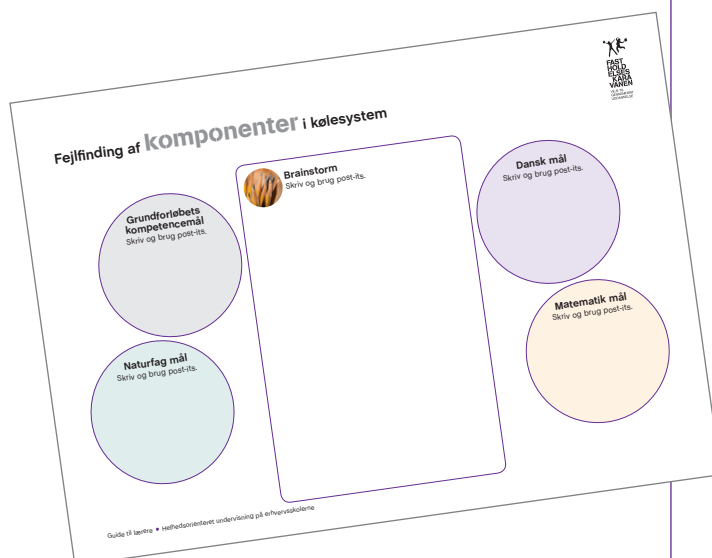 FAST
HOLD
ELSES
KARA
VANEN
Fejlfinding af komponenter i kølesystem
Brainstorm
Skriv og brug post-its.
Dansk mål
Skriv og brug post-its.
Grundforløbets
kompetencemål
Skriv og brug post-its.
Matematik mål
Skriv og brug post-its.
Naturfag mål
Skriv og brug post-its.
Guide til lærere • Helhedsorienteret undervisning på erhvervsskolerne